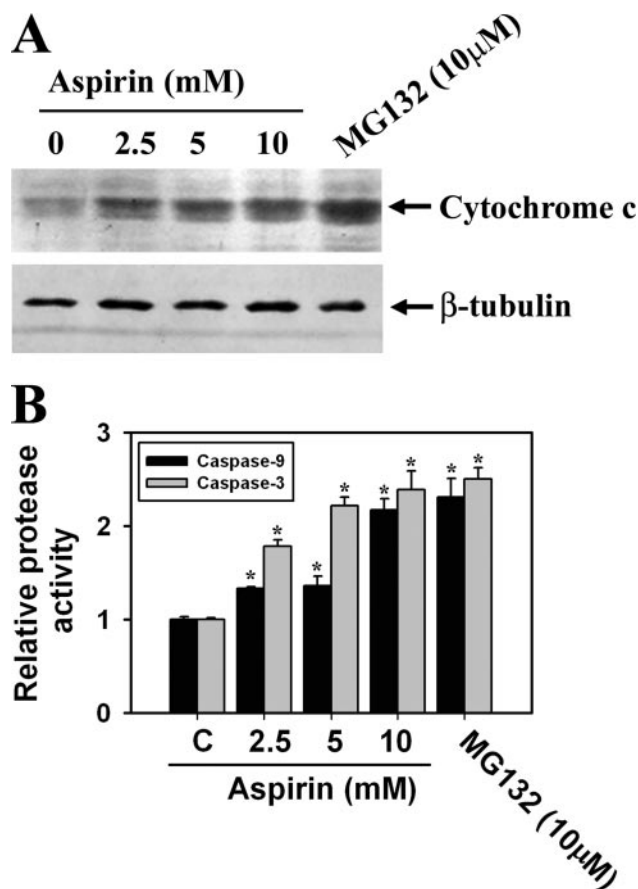 A
Aspirin (mM)
0 2.5 5 10 MG132 (10μM)
Cytochrome c
β-tubulin
B
Relative protease
activity
3
2
1
0
Caspase-9
Caspase-3
* * * * * * * *
C 2.5 5 10 MG132 (10μM)
Aspirin (mM)